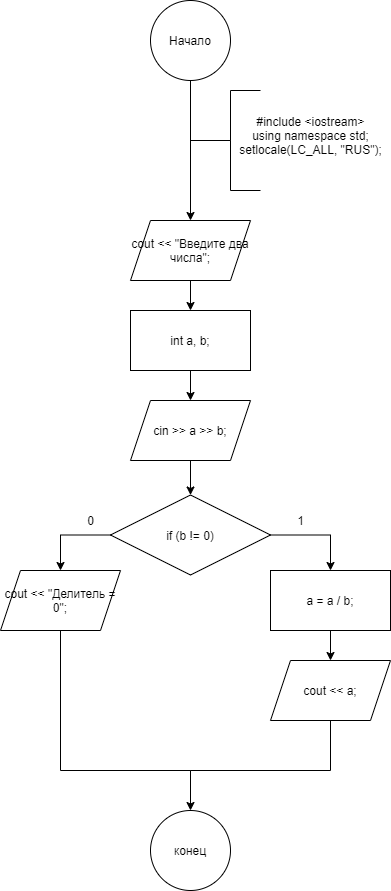 Начало
#include <iostream>
using namespace std;
setlocale(LC_ALL, "RUS");
cout << "Введите два
числа";
int a, b;
cin >> a >> b;
if (b != 0)
0
1
cout << "Делитель =
0";
a = a / b;
cout << a;
конец